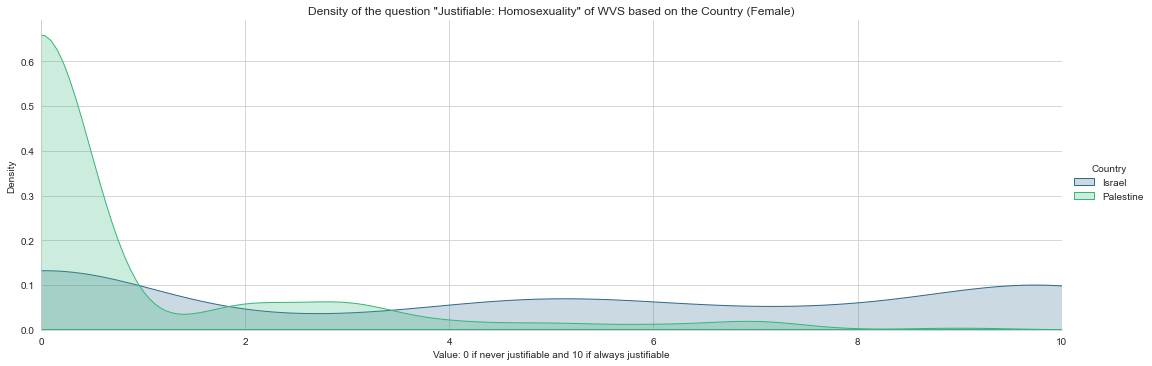 Density of the question "Justifiable: Homosexuality" of WVS based on the Country (Female)
0.6
0.5
0.4
0.3
0.2
0.1
0.0
Density
0 2 4 6 8 10
Value: 0 if never justifiable and 10 if always justifiable
Country
Israel
Palestine